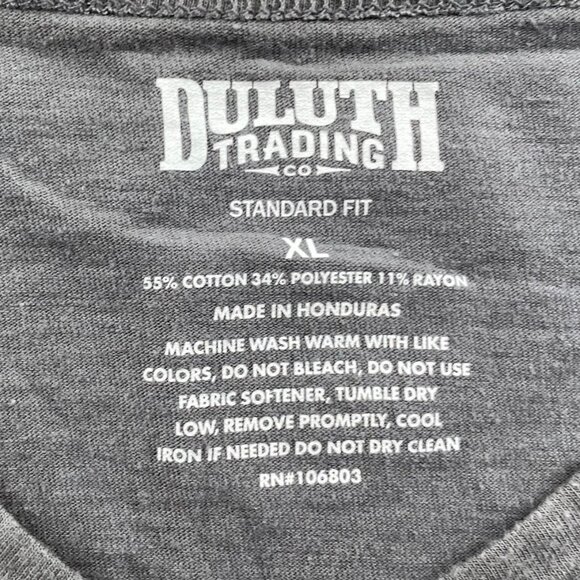 DULUTH
TRADING
CO
STANDARD FIT
XL
55% COTTON 34% POLYESTER 11% RAYON
MADE IN HONDURAS
MACHINE WASH WARM WITH LIKE
COLORS, DO NOT BLEACH, DO NOT USE
FABRIC SOFTENER, TUMBLE DRY
LOW, REMOVE PROMPTLY, COOL
IRON IF NEEDED DO NOT DRY CLEAN
RN#106803